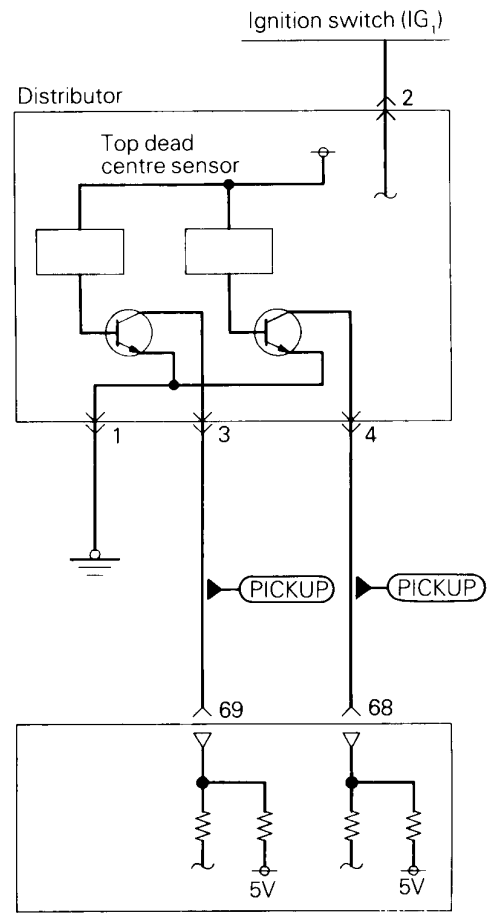 Ignition switch (IG₁)
2
Distributor
Top dead
centre sensor
1
3
4
PICKUP
PICKUP
69
68
5V
5V